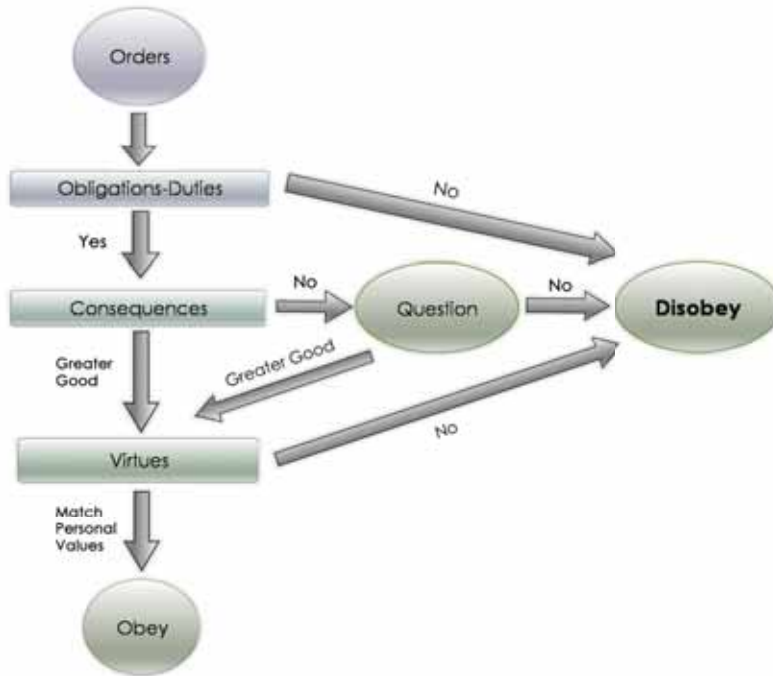 Orders
Obligations-Duties
No
Yes
Consequences
No
Question
No
Disobey
Greater
Good
Greater Good
Virtues
No
Match
Personal
Values
Obey